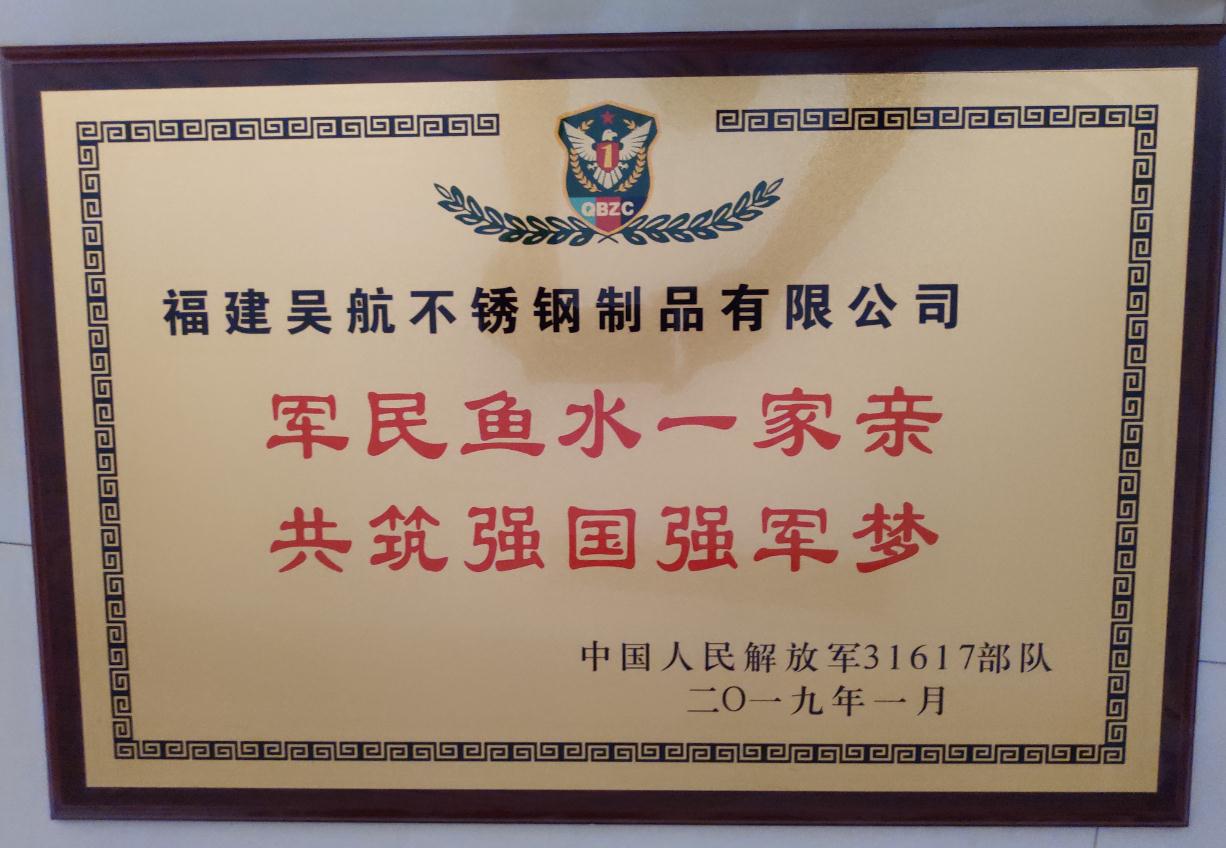 1
QBZC
福建吴航不锈钢制品有限公司
军民鱼水一家亲
共筑强国强军梦
中国人民解放军31617部队
二〇一九年一月